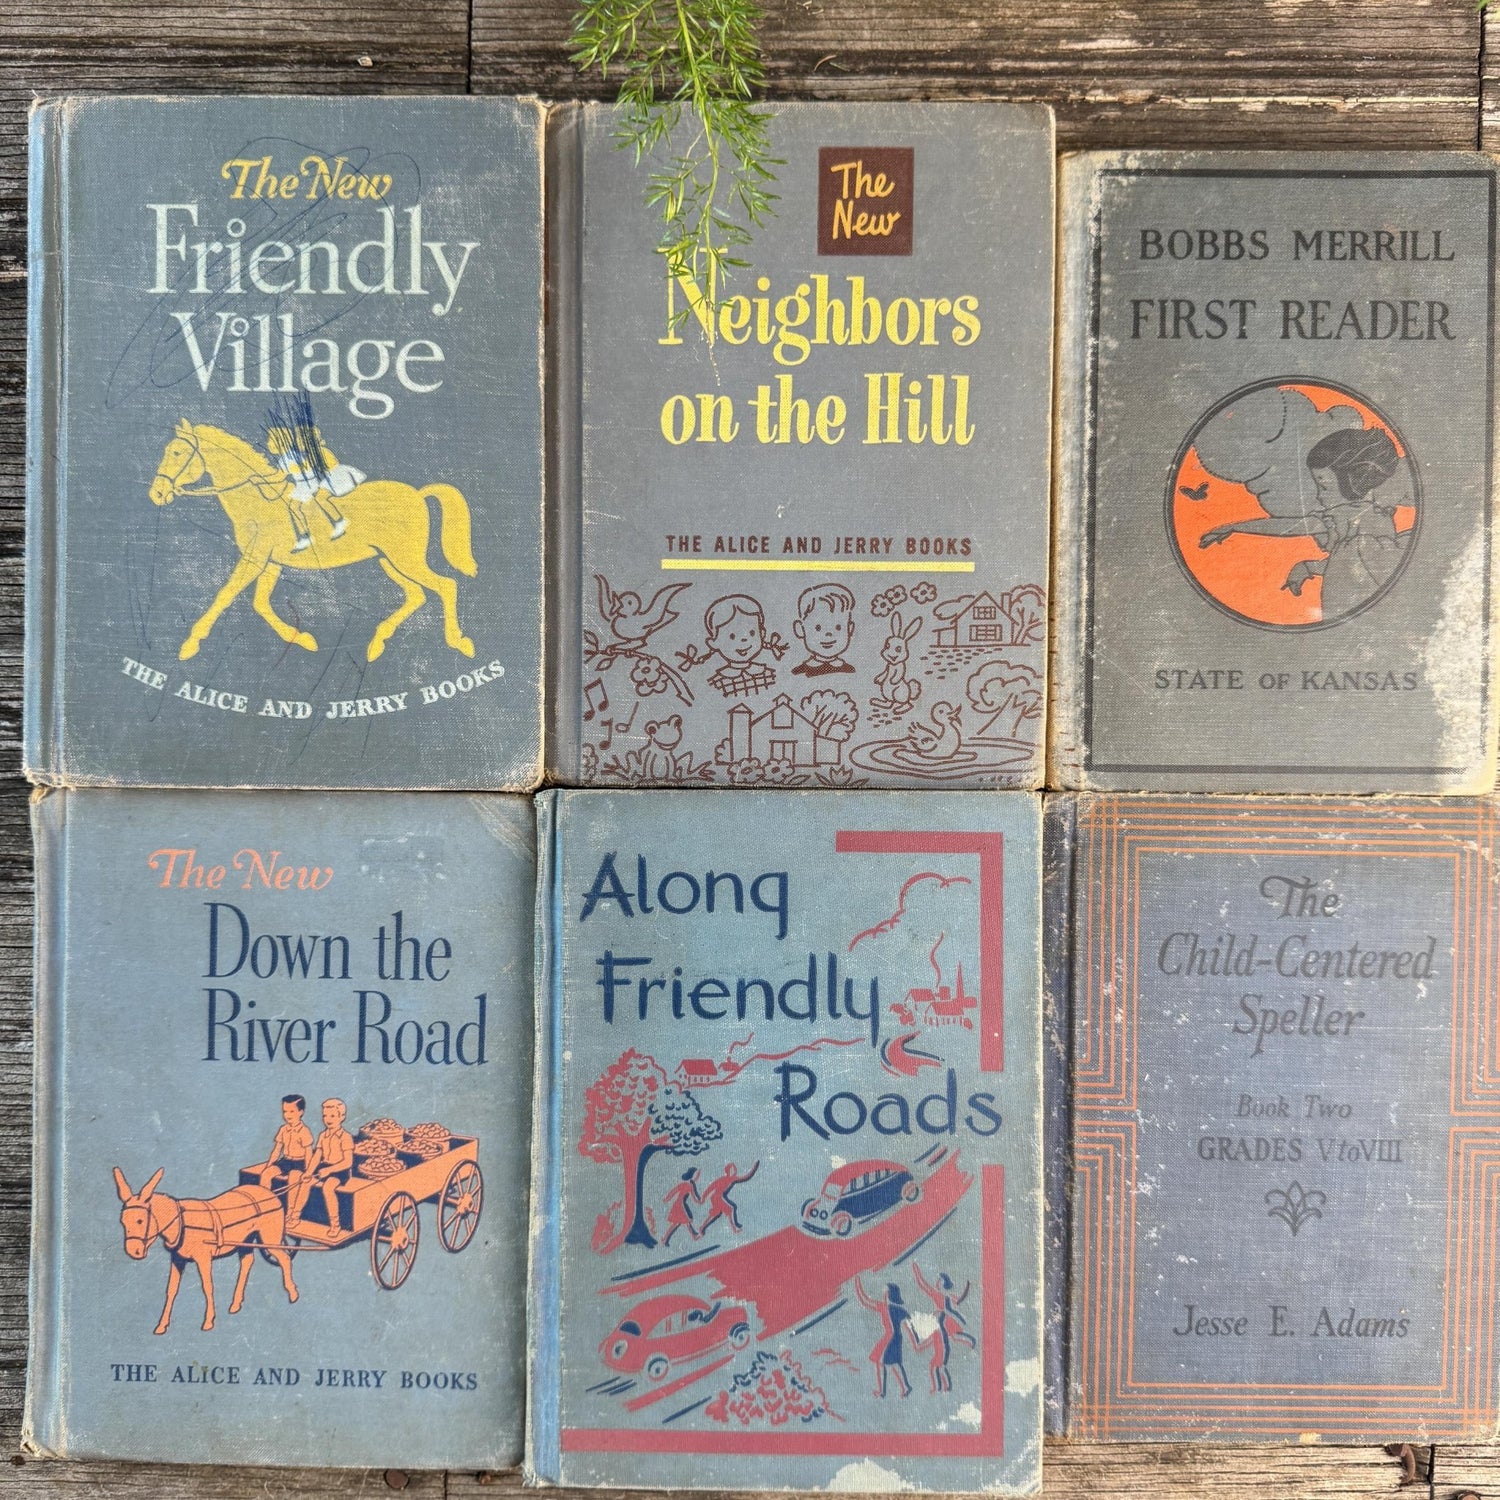 The New
Friendly
Village
THE ALICE AND JERRY BOOKS
The
New
Neighbors
on the Hill
THE ALICE AND JERRY BOOKS
BOBBS MERRILL
FIRST READER
STATE OF KANSAS
The New
Down the
River Road
THE ALICE AND JERRY BOOKS
Along
Friendly
Roads
The
Child-Centered
Speller
Book Two
GRADES V to VIII
Jesse E. Adams